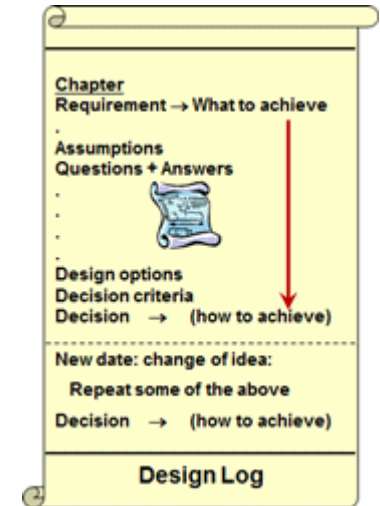 Chapter
Requirement → What to achieve
.
Assumptions
Questions + Answers
.
.
.
.
Design options
Decision criteria
Decision → (how to achieve)
New date: change of idea:
Repeat some of the above
Decision → (how to achieve)
Design Log